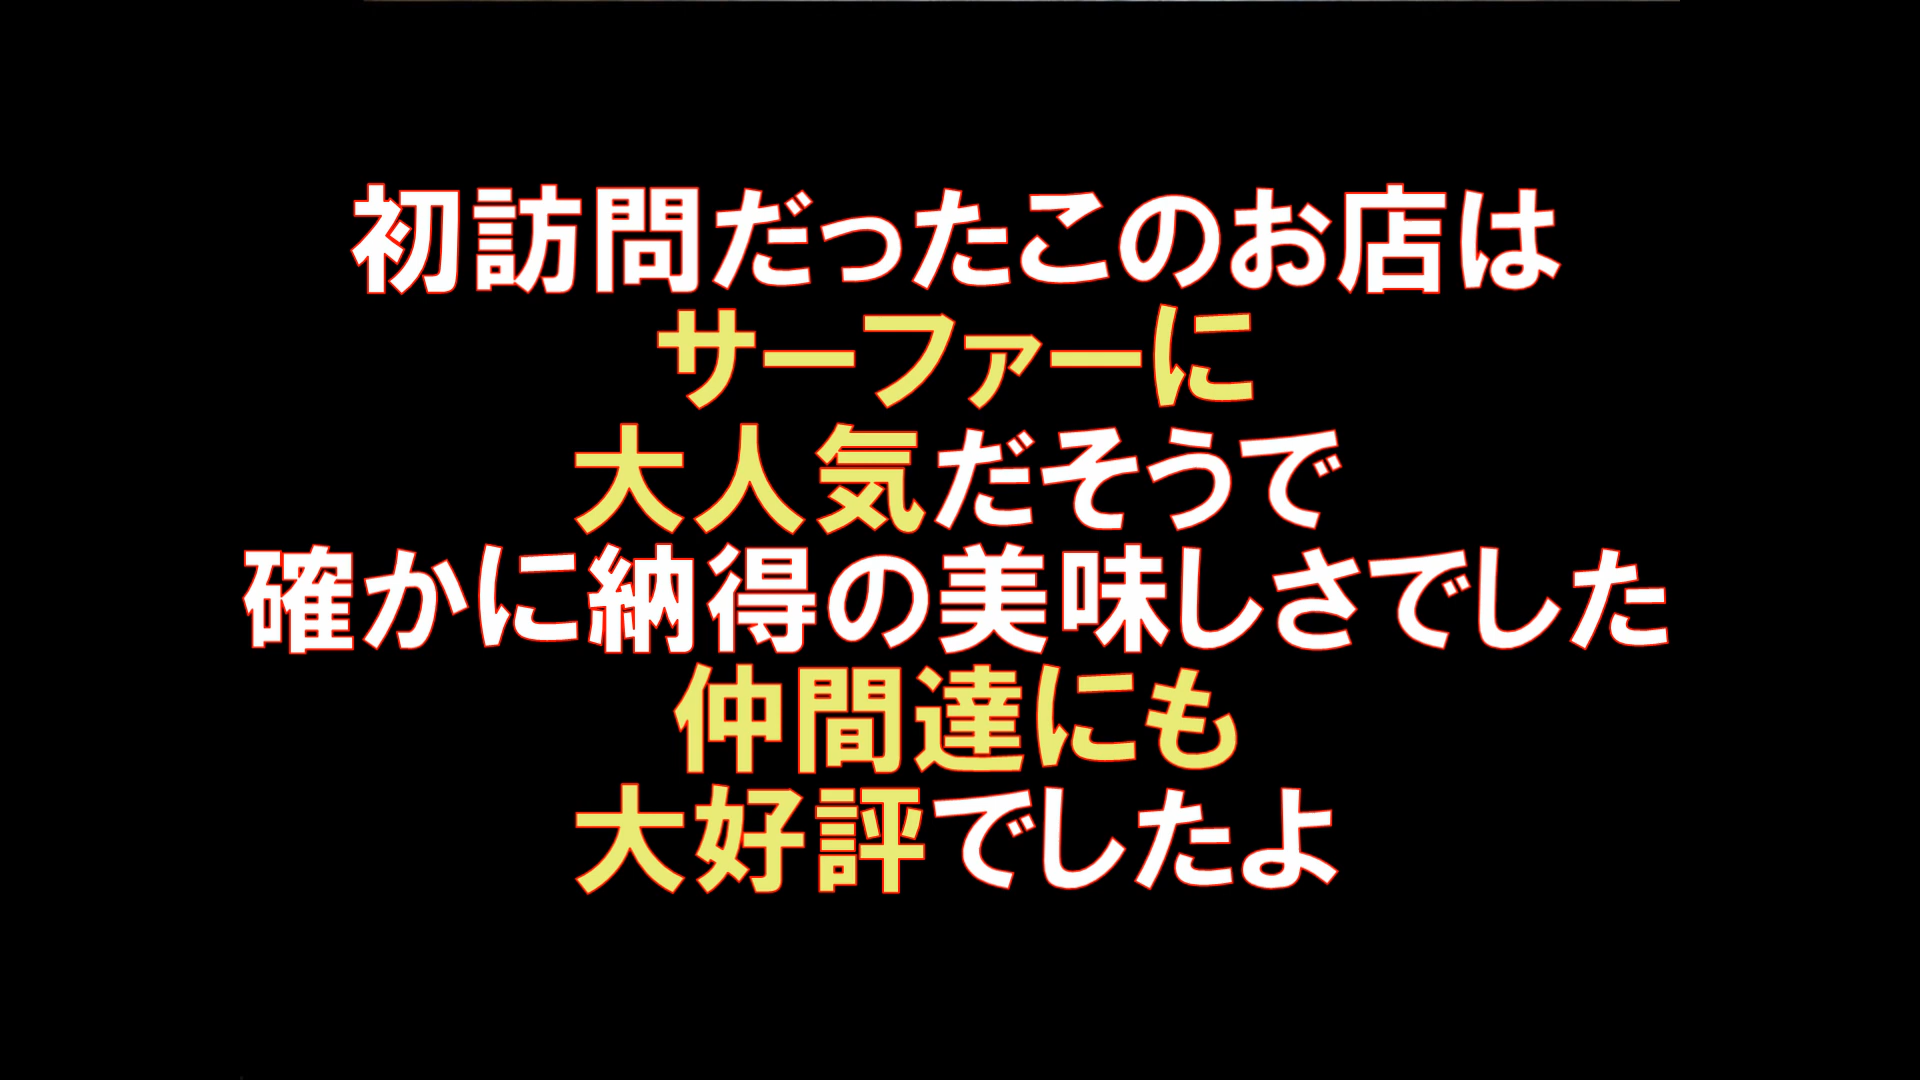 初訪問だったこのお店は
サーファーに
大人気だそうで
確かに納得の美味しさでした
仲間達にも
大好評でしたよ